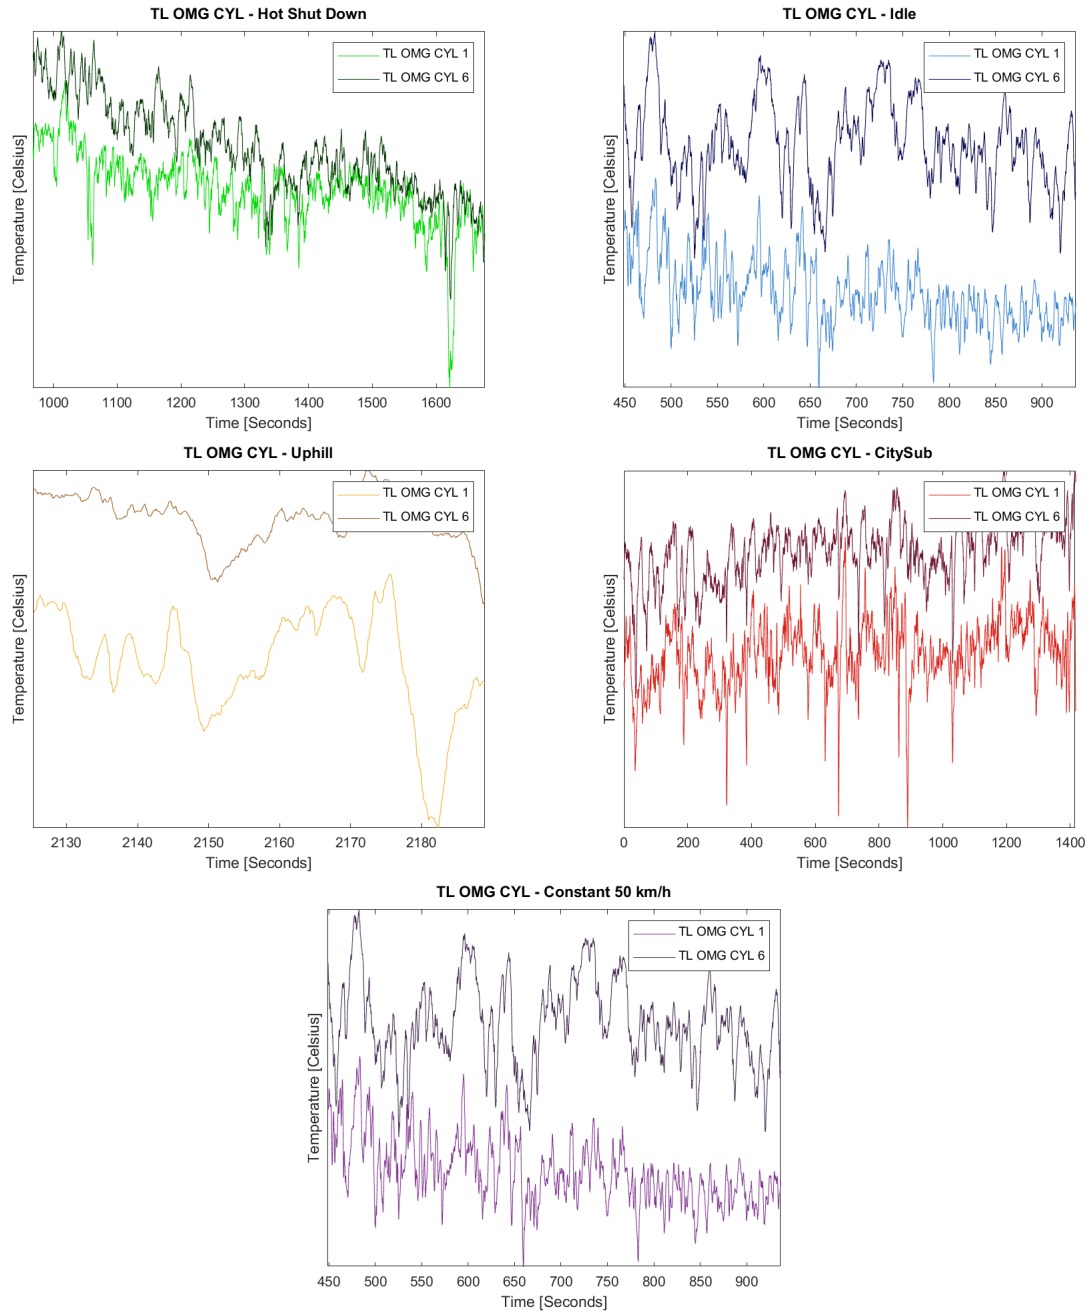 TL OMG CYL - Hot Shut Down
TL OMG CYL 1
TL OMG CYL 6
Temperature [Celsius]
1000 1100 1200 1300 1400 1500 1600
Time [Seconds]
TL OMG CYL - Idle
TL OMG CYL 1
TL OMG CYL 6
Temperature [Celsius]
450 500 550 600 650 700 750 800 850 900
Time [Seconds]
TL OMG CYL - Uphill
TL OMG CYL 1
TL OMG CYL 6
Temperature [Celsius]
2130 2140 2150 2160 2170 2180
Time [Seconds]
TL OMG CYL - CitySub
TL OMG CYL 1
TL OMG CYL 6
Temperature [Celsius]
0 200 400 600 800 1000 1200 1400
Time [Seconds]
TL OMG CYL - Constant 50 km/h
TL OMG CYL 1
TL OMG CYL 6
Temperature [Celsius]
450 500 550 600 650 700 750 800 850 900
Time [Seconds]